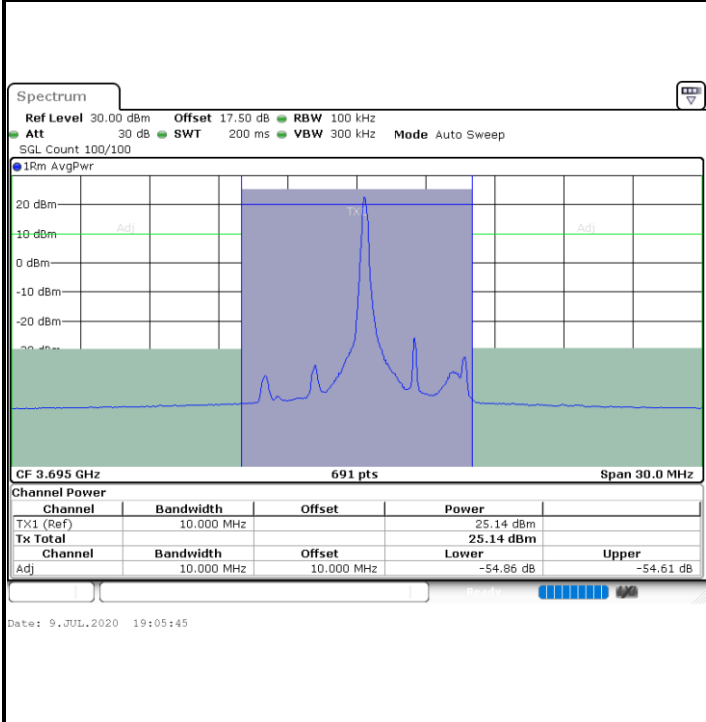 Spectrum
Ref Level 30.00 dBm Offset 17.50 dB RBW 100 kHz
Att 30 dB SWT 200 ms VBW 300 kHz Mode Auto Sweep
SGL Count 100/100
1Rm AvgPwr
20 dBm
TX1
Adj Adj
10 dBm
0 dBm
-10 dBm
-20 dBm
CF 3.695 GHz 691 pts Span 30.0 MHz
Channel Power
Channel Bandwidth Offset Power
TX1 (Ref) 10.000 MHz 25.14 dBm
Tx Total 25.14 dBm
Channel Bandwidth Offset Lower Upper
Adj 10.000 MHz 10.000 MHz -54.86 dB -54.61 dB
Ready
Date: 9.JUL.2020 19:05:45